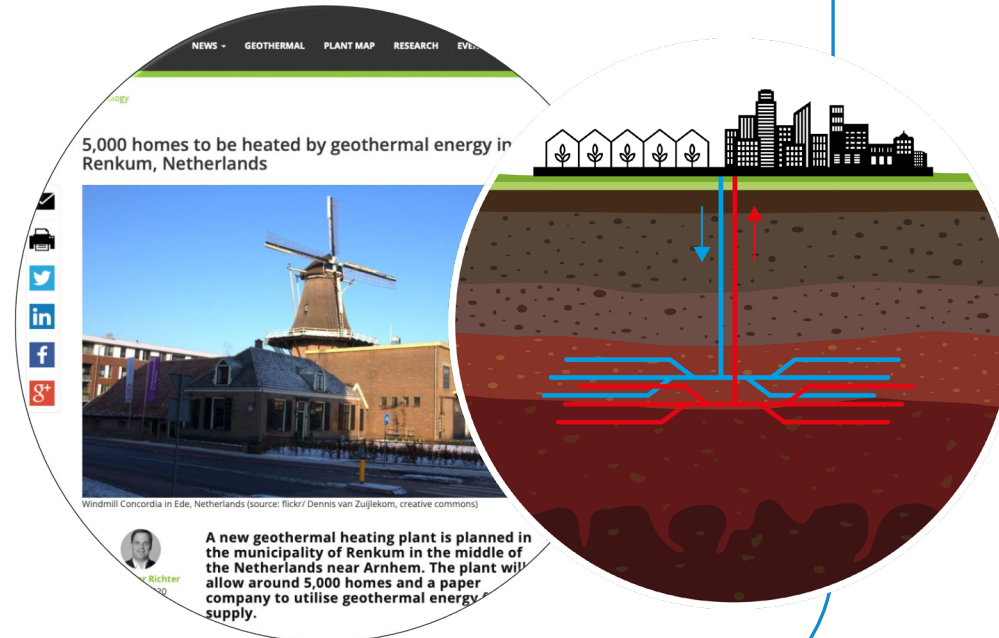 NEWS GEOTHERMAL PLANT MAP RESEARCH
5,000 homes to be heated by geothermal energy in
Renkum, Netherlands
in
f
g+
Windmill Concordia in Ede, Netherlands (source: flickr/ Dennis van Zuijlekom, creative commons)
Richter
A new geothermal heating plant is planned in
the municipality of Renkum in the middle of
the Netherlands near Arnhem. The plant will
allow around 5,000 homes and a paper
company to utilise geothermal energy
supply.